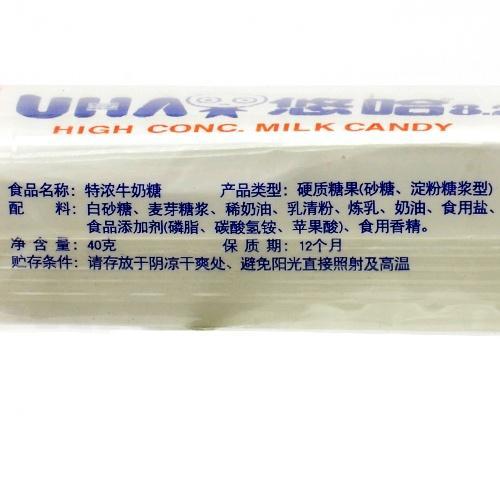 UHA 悠哈 8.2
HIGH CONC. MILK CANDY
食品名称: 特浓牛奶糖 产品类型: 硬质糖果(砂糖、淀粉糖浆型)
配 料: 白砂糖、麦芽糖浆、稀奶油、乳清粉、炼乳、奶油、食用盐、
食品添加剂(磷脂、碳酸氢铵、苹果酸)、食用香精。
净 含 量: 40克 保 质 期: 12个月
贮存条件: 请存放于阴凉干爽处、避免阳光直接照射及高温